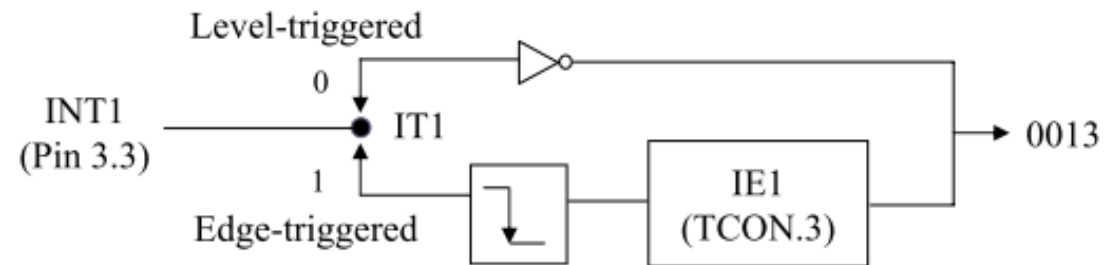 Level-triggered
0
INT1
(Pin 3.3)
IT1
0013
1
IE1
(TCON.3)
Edge-triggered